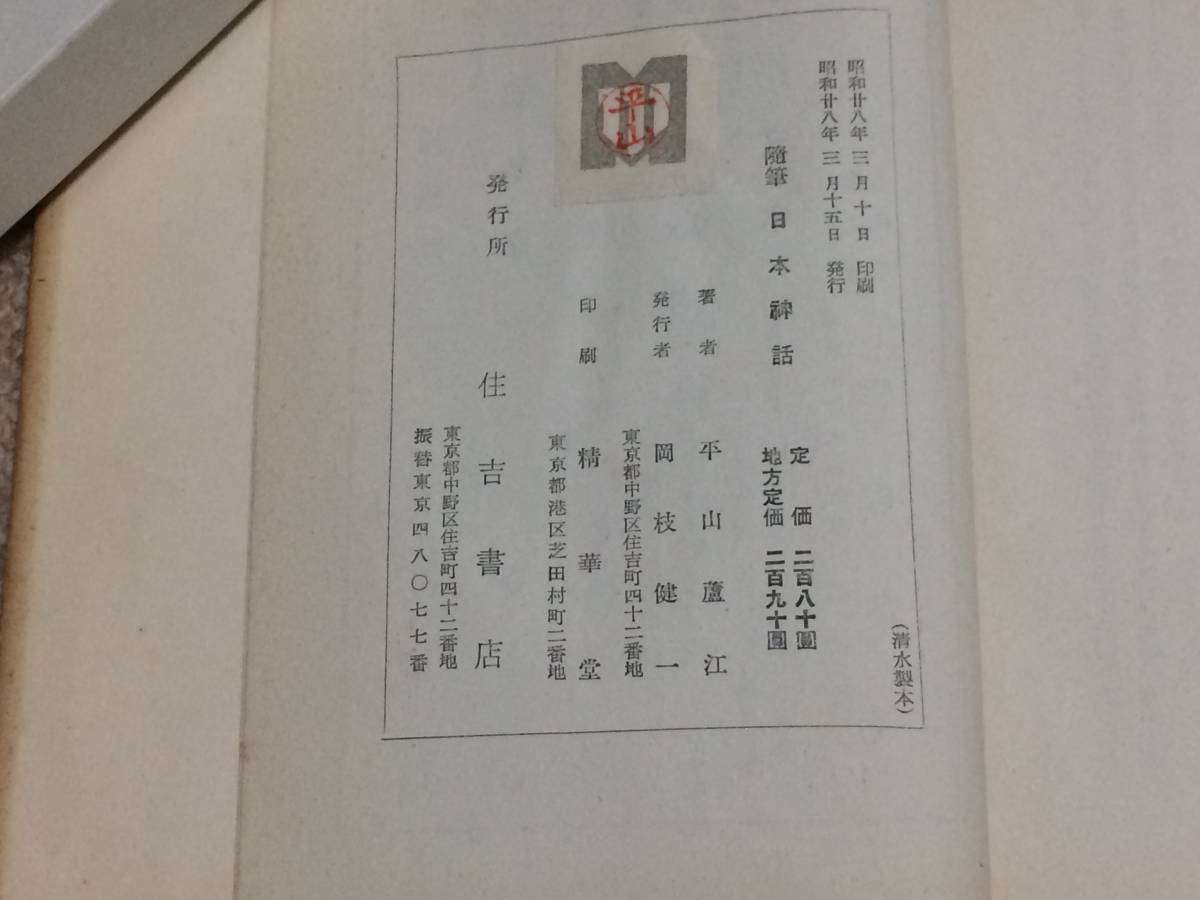 昭和廿八年 三 月 十 日 印刷
昭和廿八年 三 月十五日 発行
隨筆 日本神話
定価 二百八十圓
地方定価 二百九十圓
著者 平山蘆江
発行者 岡枝健一
東京都中野区住吉町四十二番地
印刷 精華堂
東京都港区芝田村町二番地
発行所 住吉書店
東京都中野区住吉町四十二番地
振替東京四八〇七七番
(清水製本)
平山